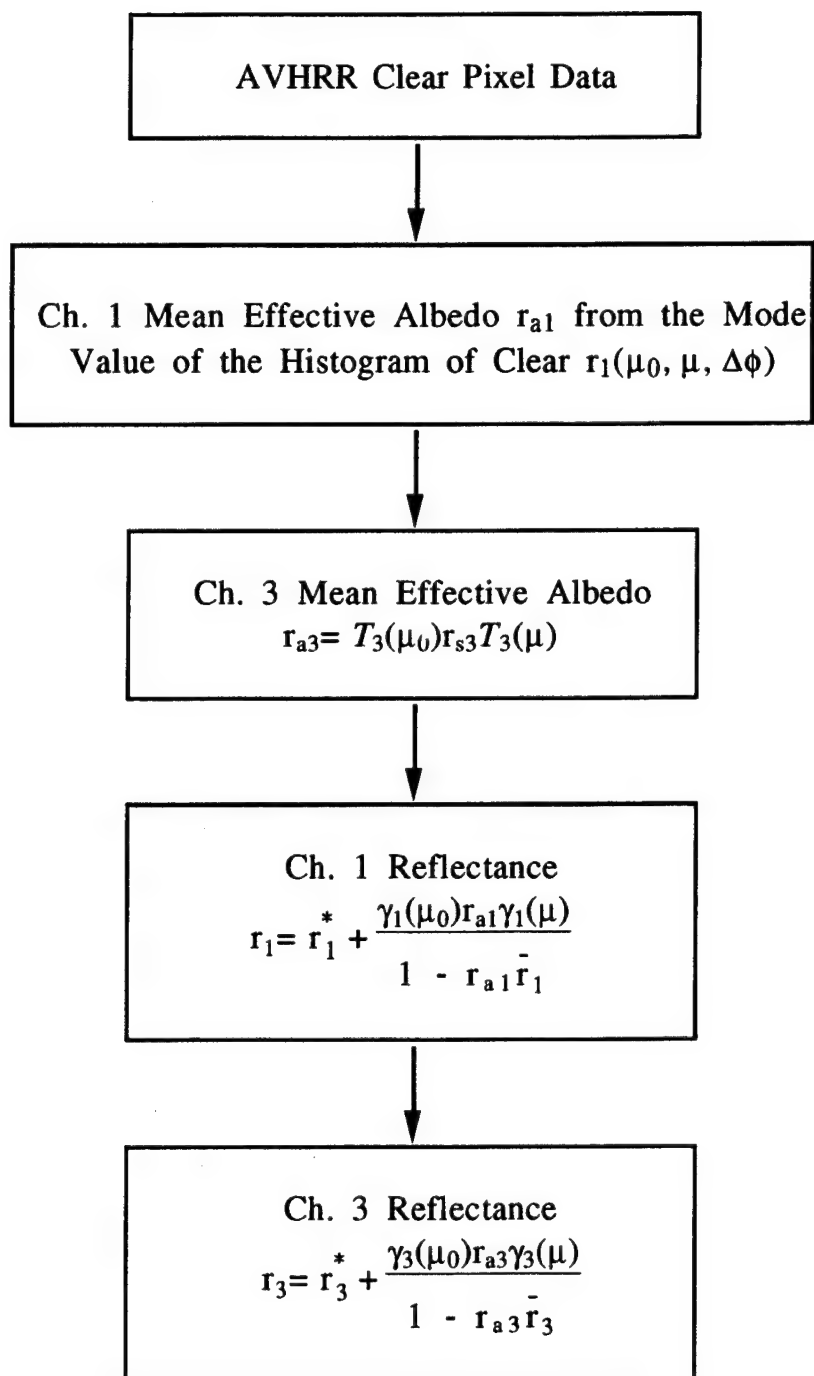 AVHRR Clear Pixel Data
Ch. 1 Mean Effective Albedo r_a1 from the Mode
Value of the Histogram of Clear r_1(μ_0, μ, Δϕ)
Ch. 3 Mean Effective Albedo
r_a3= T_3(μ_0)r_s3T_3(μ)
Ch. 1 Reflectance
r_1= r_1^* + γ_1(μ_0)r_a1γ_1(μ) / 1 - r_a1r̄_1
Ch. 3 Reflectance
r_3= r_3^* + γ_3(μ_0)r_a3γ_3(μ) / 1 - r_a3r̄_3